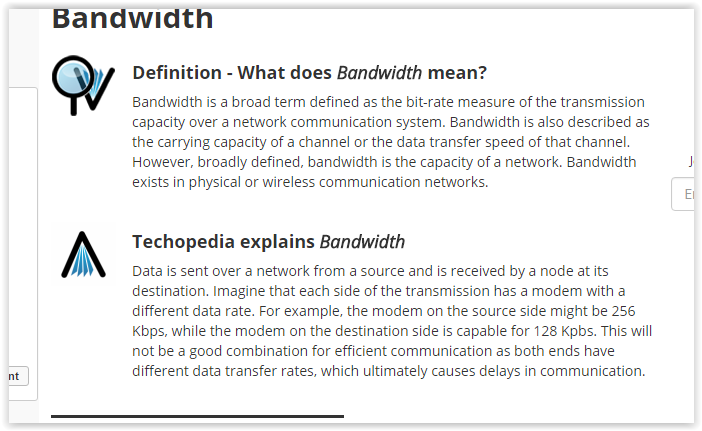 Bandwidth
Definition - What does Bandwidth mean?
Bandwidth is a broad term defined as the bit-rate measure of the transmission
capacity over a network communication system. Bandwidth is also described as
the carrying capacity of a channel or the data transfer speed of that channel.
However, broadly defined, bandwidth is the capacity of a network. Bandwidth
exists in physical or wireless communication networks.
Techopedia explains Bandwidth
Data is sent over a network from a source and is received by a node at its
destination. Imagine that each side of the transmission has a modem with a
different data rate. For example, the modem on the source side might be 256
Kbps, while the modem on the destination side is capable for 128 Kpbs. This will
not be a good combination for efficient communication as both ends have
different data transfer rates, which ultimately causes delays in communication.
nt